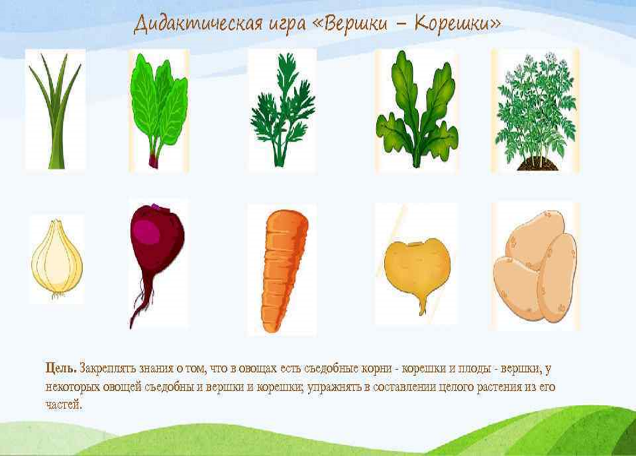 Дидактическая игра «Вершки – Корешки»
Цель. Закреплять знания о том, что в овощах есть съедобные корни - корешки и плоды - вершки, у
некоторых овощей съедобны и вершки и корешки; упражнять в составлении целого растения из его
частей.